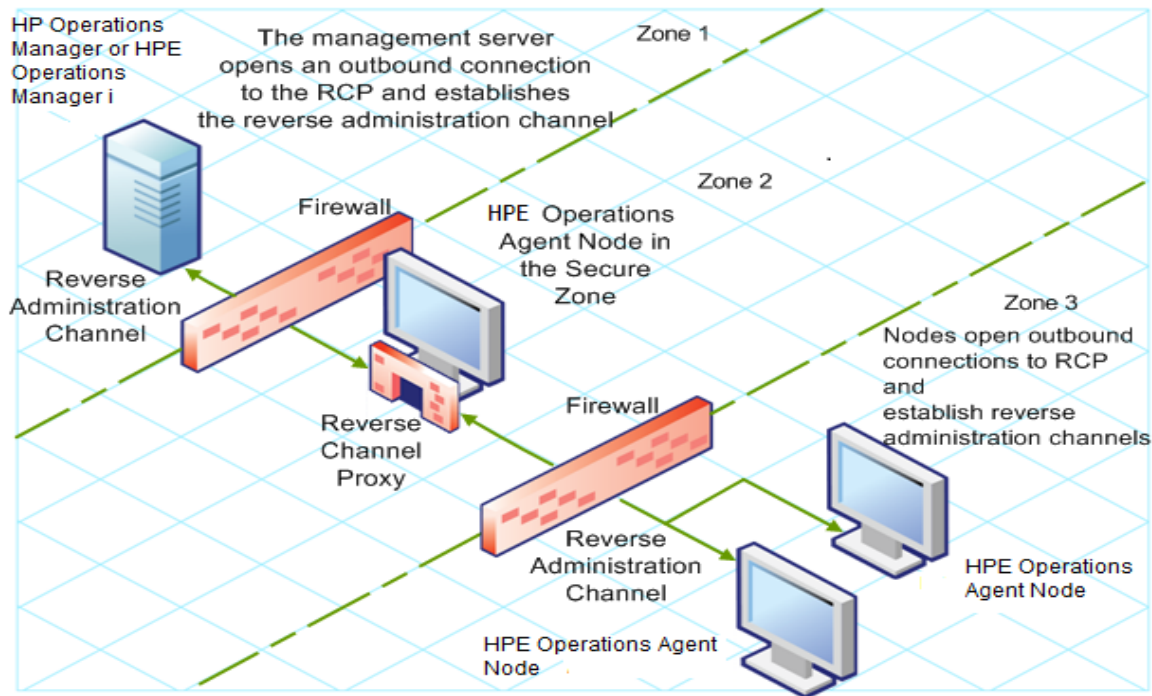 HP Operations
Manager or HPE
Operations
Manager i
The management server
opens an outbound connection
to the RCP and establishes
the reverse administration channel
Zone 1
Zone 2
Firewall
HPE Operations
Agent Node in
the Secure
Zone
Reverse
Administration
Channel
Zone 3
Nodes open outbound
connections to RCP
and
establish reverse
administration channels
Firewall
Reverse
Channel
Proxy
Reverse
Administration
Channel
HPE Operations
Agent Node
HPE Operations Agent
Node